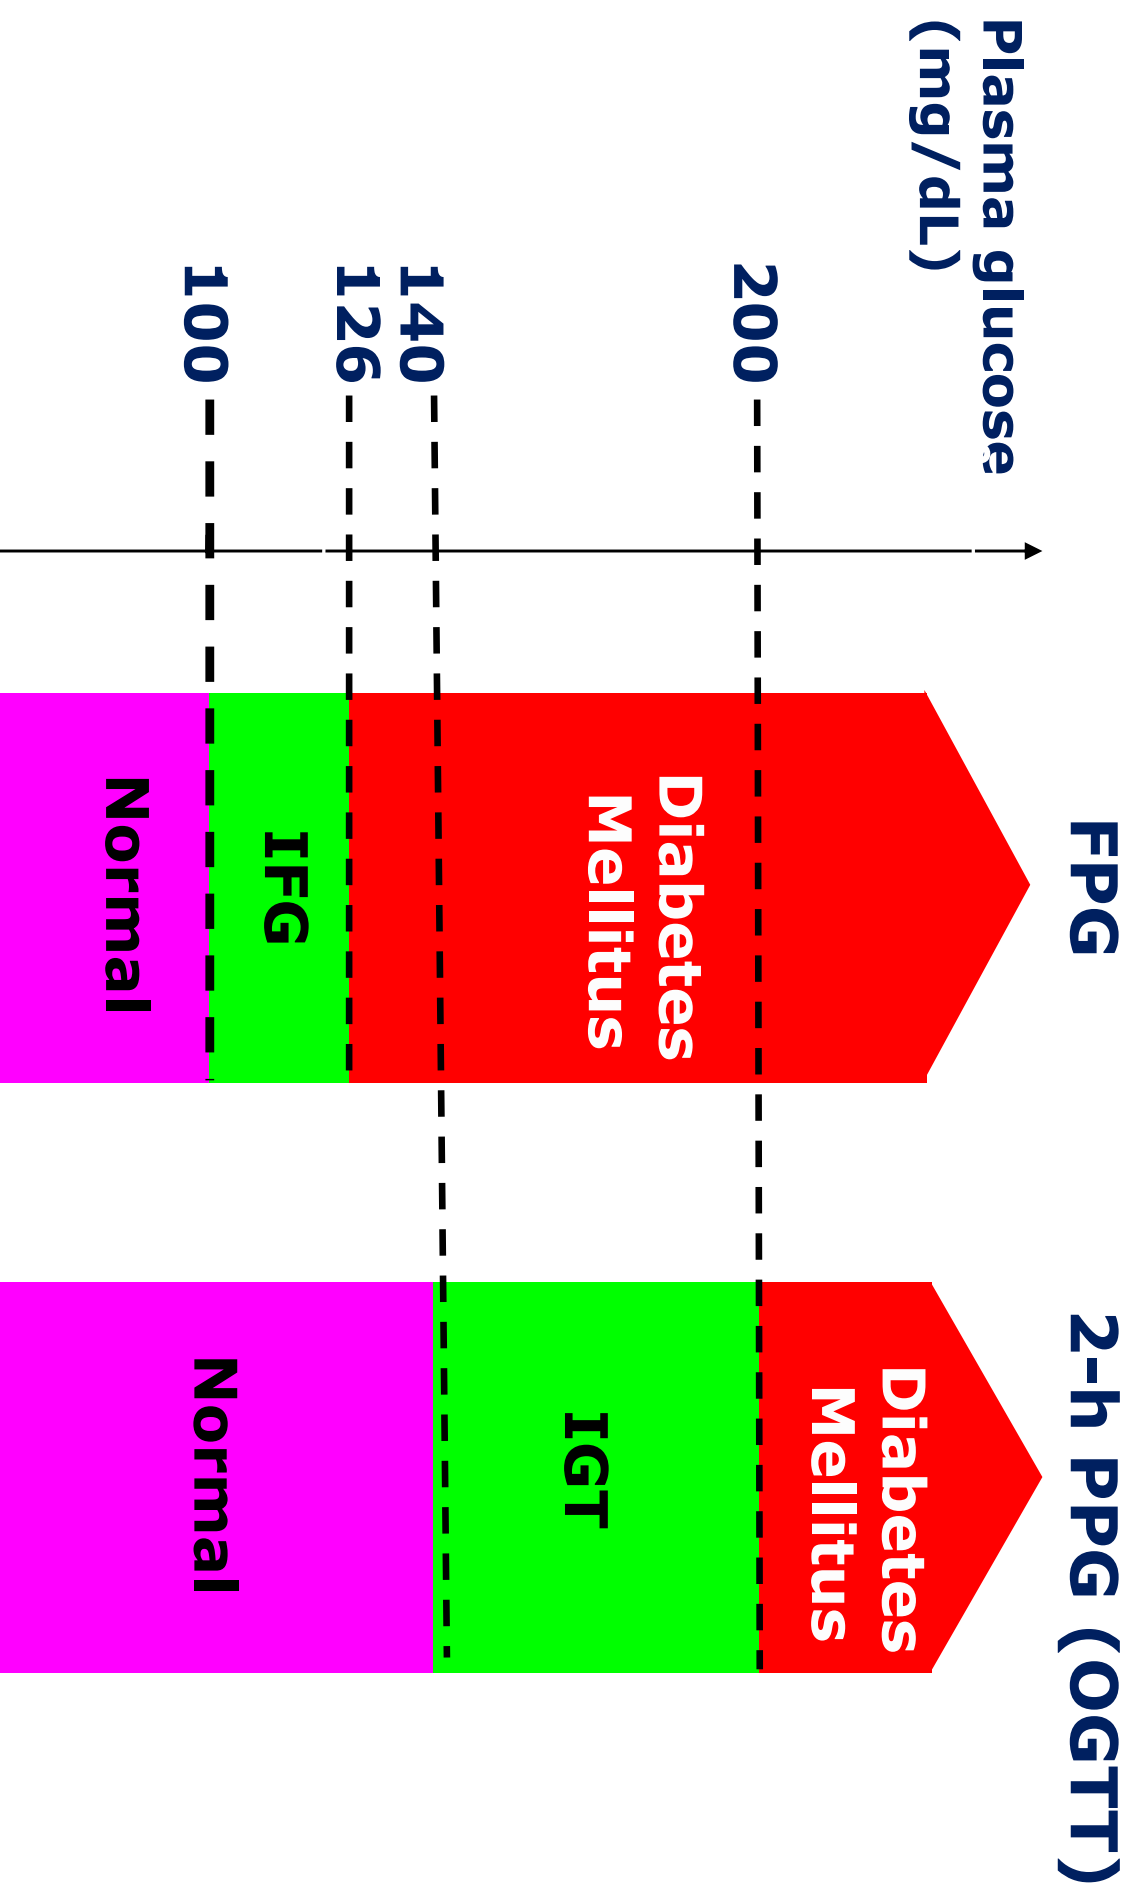 FPG
2-h PPG (OGTT)
Plasma glucose
(mg/dL)
200
140
126
100
Diabetes
Mellitus
IFG
Normal
Diabetes
Mellitus
IGT
Normal